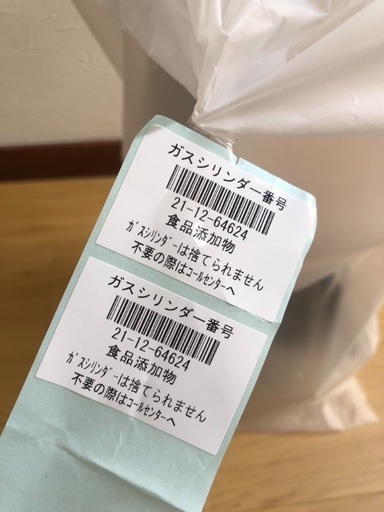 ガスシリンダー番号
21-12-64624
食品添加物
ガスシリンダーは捨てられません
不要の際はコールセンターへ
ガスシリンダー番号
21-12-64624
食品添加物
ガスシリンダーは捨てられません
不要の際はコールセンターへ